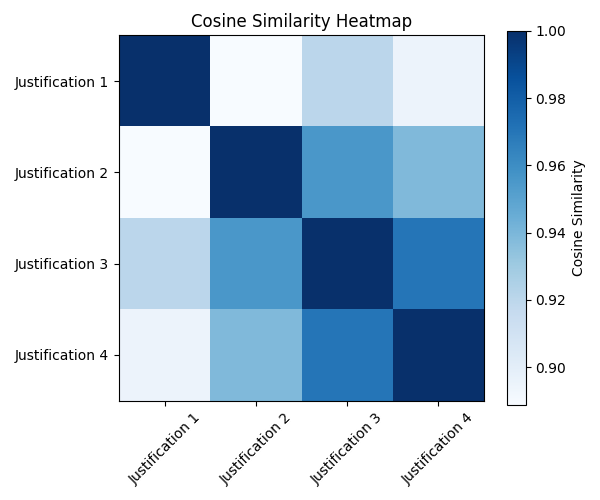 Cosine Similarity Heatmap
Justification 1
Justification 2
Justification 3
Justification 4
Justification 1
Justification 2
Justification 3
Justification 4
1.00
0.98
0.96
0.94
0.92
0.90
Cosine Similarity